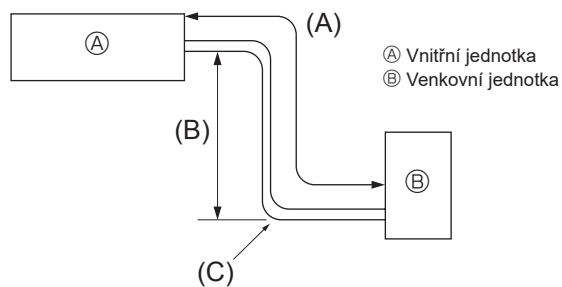 (A)
Ⓐ
Ⓐ Vnitřní jednotka
Ⓑ Venkovní jednotka
(B)
Ⓑ
(C)